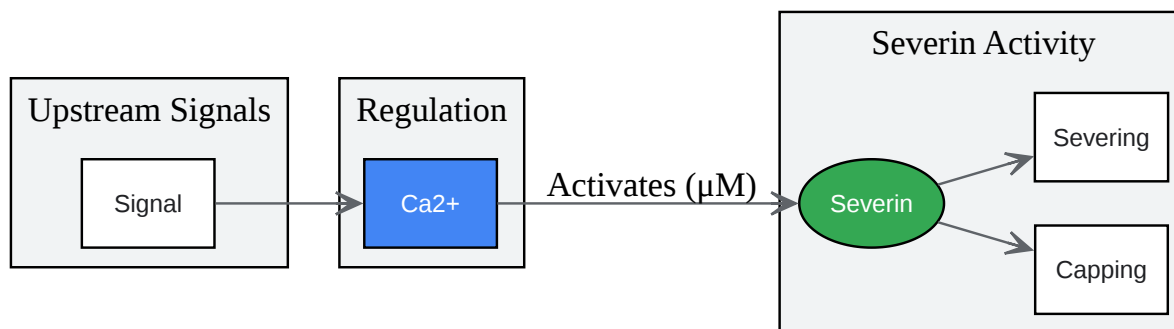 Upstream Signals
Signal
Regulation
Ca2+
Activates (μM)
Severin Activity
Severin
Severing
Capping